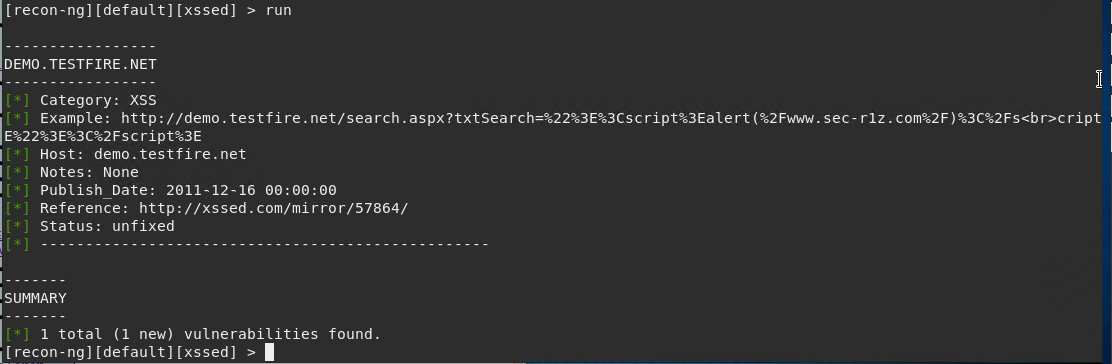 [recon-ng][default][xssed] > run
-----------------
DEMO.TESTFIRE.NET
-----------------
[*] Category: XSS
[*] Example: http://demo.testfire.net/search.aspx?txtSearch=%22%3E%3Cscript%3Ealert(%2Fwww.sec-r1z.com%2F)%3C%2Fs<br>cript
E%22%3E%3C%2Fscript%3E
[*] Host: demo.testfire.net
[*] Notes: None
[*] Publish_Date: 2011-12-16 00:00:00
[*] Reference: http://xssed.com/mirror/57864/
[*] Status: unfixed
[*] --------------------------------------------------
-------
SUMMARY
-------
[*] 1 total (1 new) vulnerabilities found.
[recon-ng][default][xssed] >